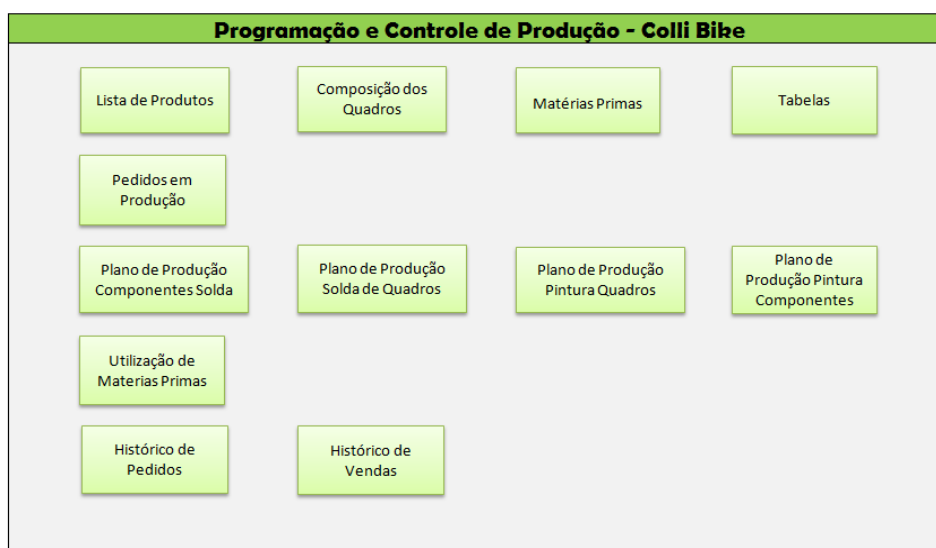 Programação e Controle de Produção - Colli Bike
Lista de Produtos
Composição dos
Quadros
Matérias Primas
Tabelas
Pedidos em
Produção
Plano de Produção
Componentes Solda
Plano de Produção
Solda de Quadros
Plano de Produção
Pintura Quadros
Plano de
Produção Pintura
Componentes
Utilização de
Materias Primas
Histórico de
Pedidos
Histórico de
Vendas